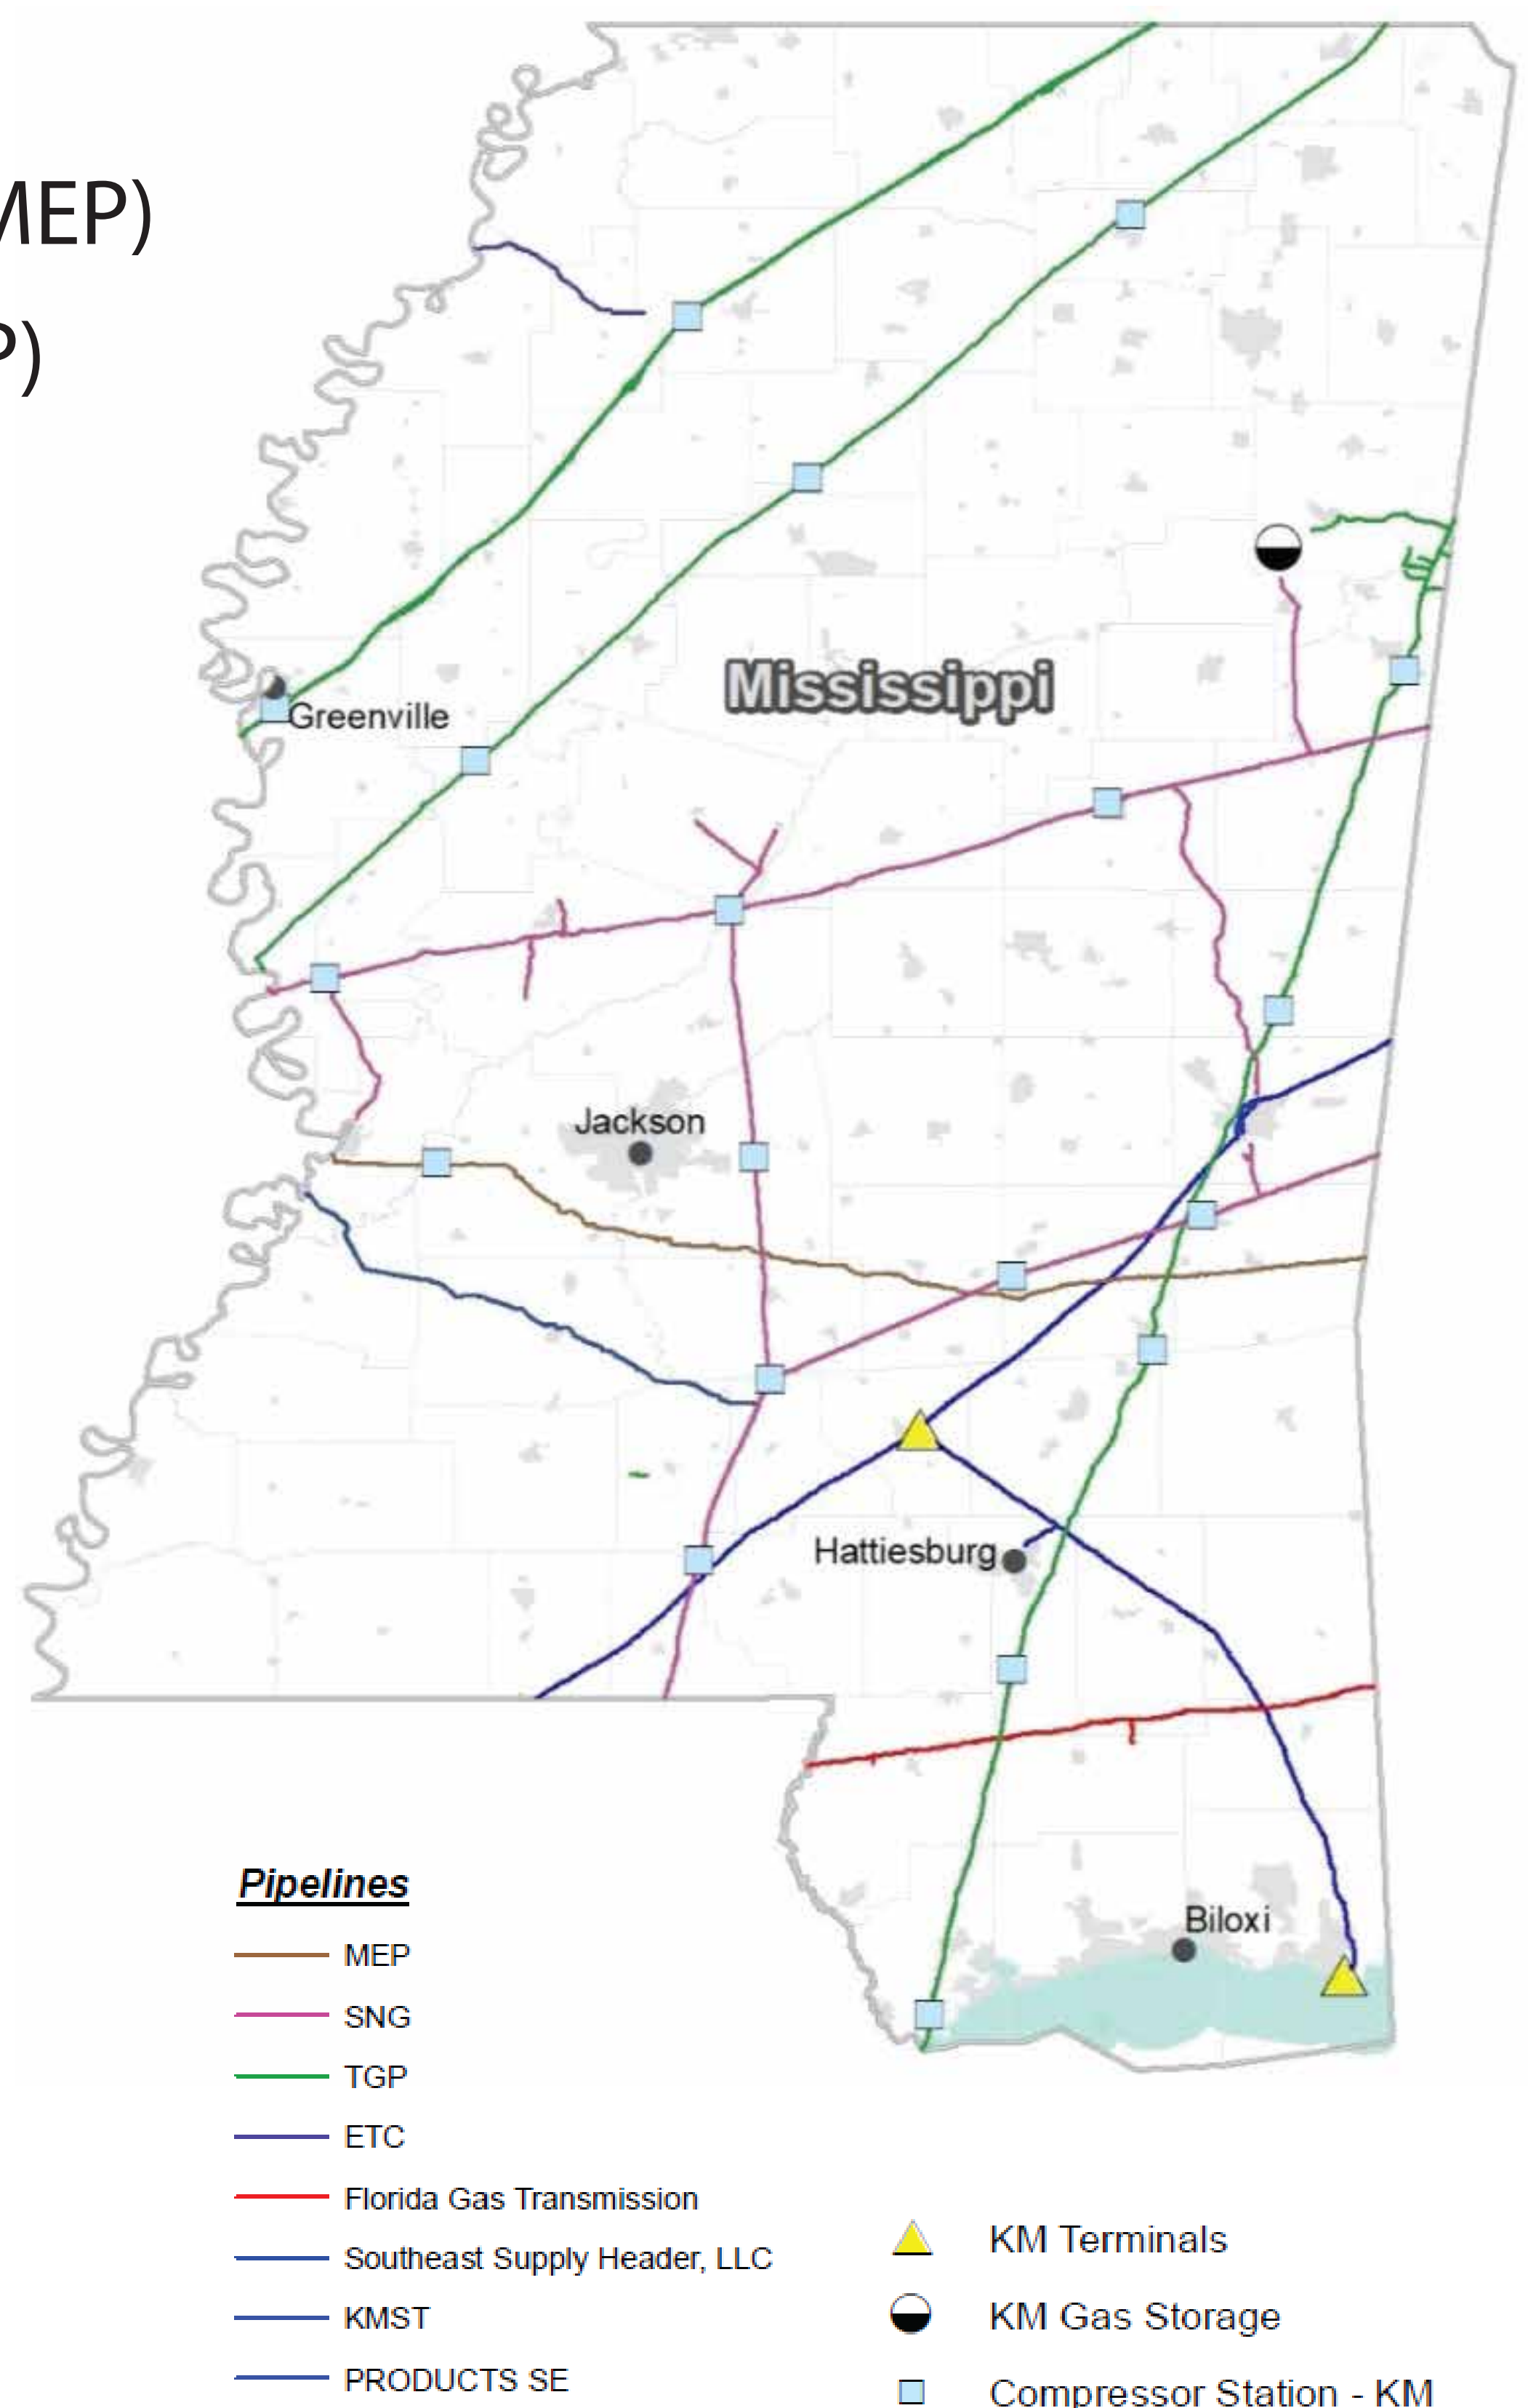 MEP)
P)
Mississippi
Greenville
Jackson
Hattiesburg
Biloxi
Pipelines
MEP
SNG
TGP
ETC
Florida Gas Transmission
Southeast Supply Header, LLC
KMST
PRODUCTS SE
KM Terminals
KM Gas Storage
Compressor Station - KM